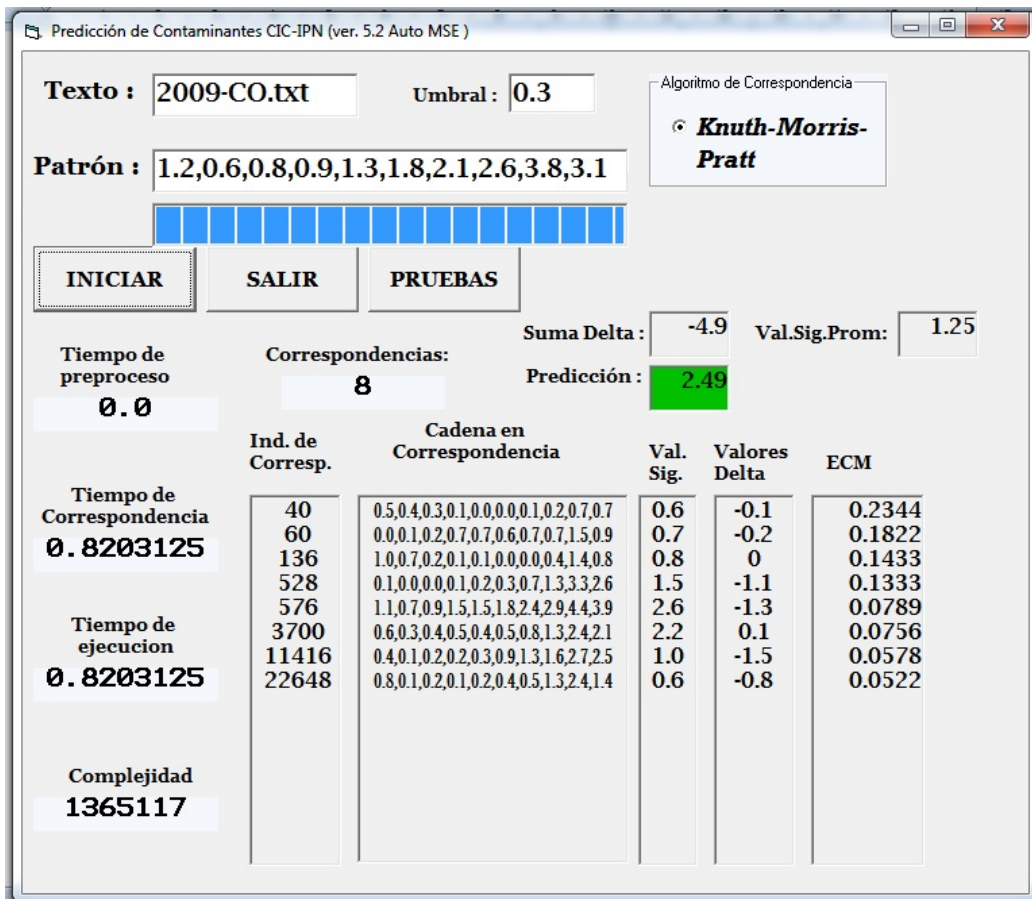 Predicción de Contaminantes CIC-IPN (ver. 5.2 Auto MSE )
Texto : 2009-CO.txt Umbral : 0.3
Algoritmo de Correspondencia
Knuth-Morris-
Pratt
Patrón : 1.2,0.6,0.8,0.9,1.3,1.8,2.1,2.6,3.8,3.1
INICIAR SALIR PRUEBAS
Suma Delta : -4.9 Val.Sig.Prom: 1.25
Predicción : 2.49
Tiempo de
preproceso
0.0
Correspondencias:
8
Tiempo de
Correspondencia
0.8203125
Tiempo de
ejecucion
0.8203125
Complejidad
1365117
Ind. de
Corresp.
Cadena en
Correspondencia
Val.
Sig.
Valores
Delta
ECM
40 0.5,0.4,0.3,0.1,0.0,0.0,0.1,0.2,0.7,0.7 0.6 -0.1 0.2344
60 0.0,0.1,0.2,0.7,0.7,0.6,0.7,0.7,1.5,0.9 0.7 -0.2 0.1822
136 1.0,0.7,0.2,0.1,0.1,0.0,0.0,0.4,1.4,0.8 0.8 0 0.1433
528 0.1,0.0,0.0,0.1,0.2,0.3,0.7,1.3,3.3,2.6 1.5 -1.1 0.1333
576 1.1,0.7,0.9,1.5,1.5,1.8,2.4,2.9,4.4,3.9 2.6 -1.3 0.0789
3700 0.6,0.3,0.4,0.5,0.4,0.5,0.8,1.3,2.4,2.1 2.2 0.1 0.0756
11416 0.4,0.1,0.2,0.2,0.3,0.9,1.3,1.6,2.7,2.5 1.0 -1.5 0.0578
22648 0.8,0.1,0.2,0.1,0.2,0.4,0.5,1.3,2.4,1.4 0.6 -0.8 0.0522